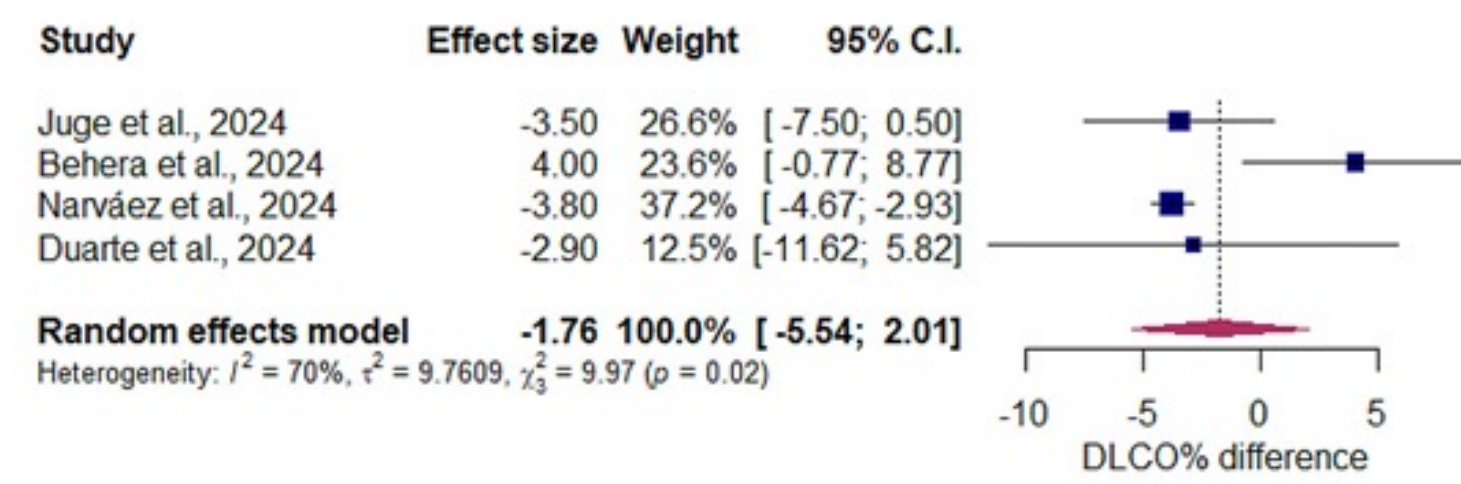 Study Effect size Weight 95% C.I.
Juge et al., 2024 -3.50 26.6% [ -7.50; 0.50]
Behera et al., 2024 4.00 23.6% [ -0.77; 8.77]
Narváez et al., 2024 -3.80 37.2% [ -4.67; -2.93]
Duarte et al., 2024 -2.90 12.5% [-11.62; 5.82]
Random effects model -1.76 100.0% [ -5.54; 2.01]
Heterogeneity: I² = 70%, τ² = 9.7609, χ²₃ = 9.97 (p = 0.02)
-10 -5 0 5
DLCO% difference